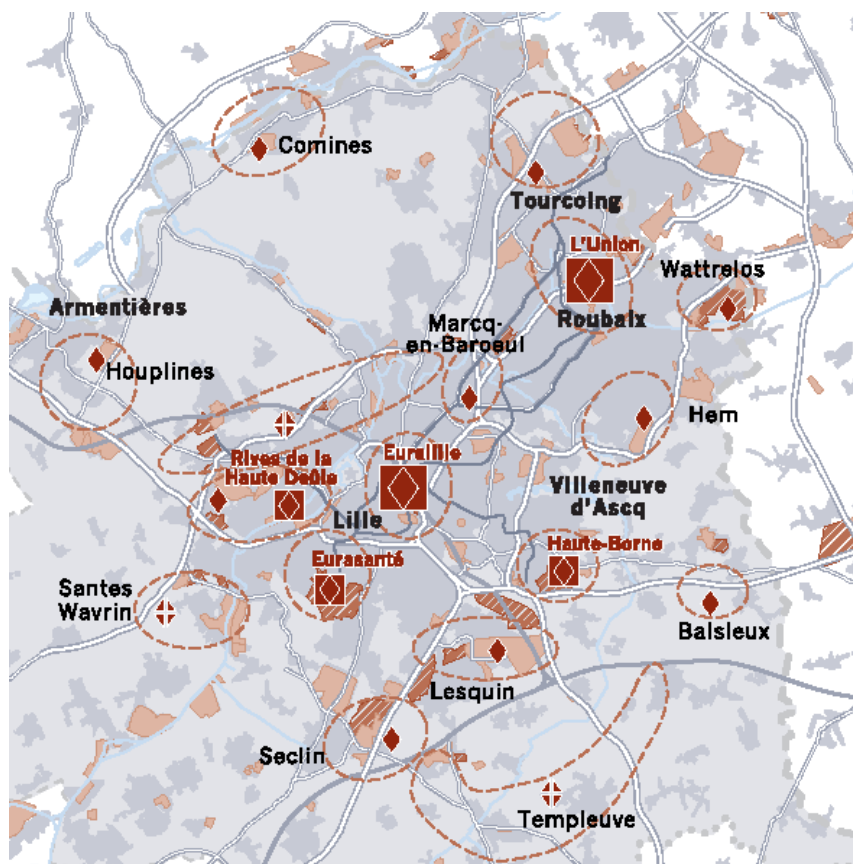 Comines
Tourcoing
L'Union
Wattrelos
Armentières
Roubaix
Marcq-
en-Baroeul
Houplines
Hem
Euralille
Rives de la
Haute Deûle
Villeneuve
d'Ascq
Lille
Haute-Borne
Eurasanté
Santes
Wavrin
Baisieux
Lesquin
Seclin
Templeuve